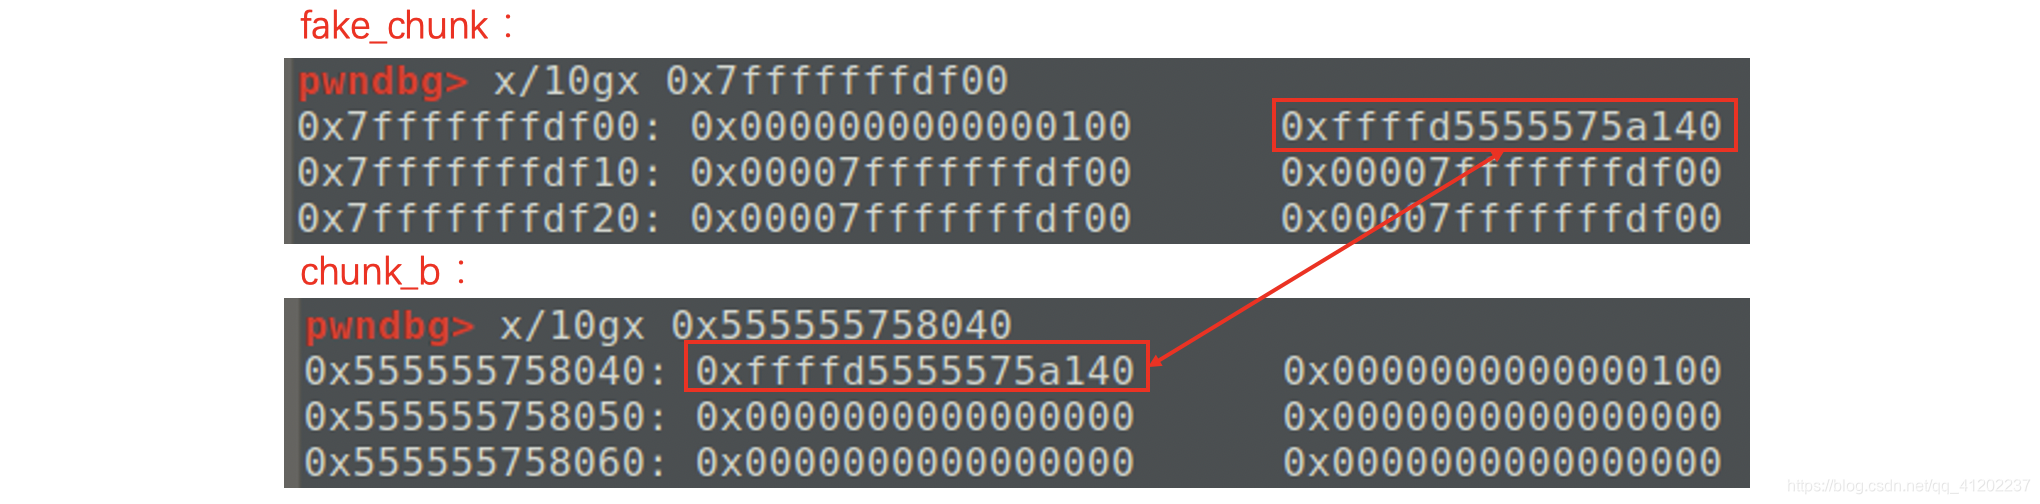 fake_chunk：
pwndbg> x/10gx 0x7fffffffdf00
0x7fffffffdf00: 0x0000000000000100 0xffffd5555575a140
0x7fffffffdf10: 0x00007fffffffdf00 0x00007fffffffdf00
0x7fffffffdf20: 0x00007fffffffdf00 0x00007fffffffdf00
chunk_b：
pwndbg> x/10gx 0x555555758040
0x555555758040: 0xffffd5555575a140 0x0000000000000100
0x555555758050: 0x0000000000000000 0x0000000000000000
0x555555758060: 0x0000000000000000 0x0000000000000000
https://blog.csdn.net/qq_41202237